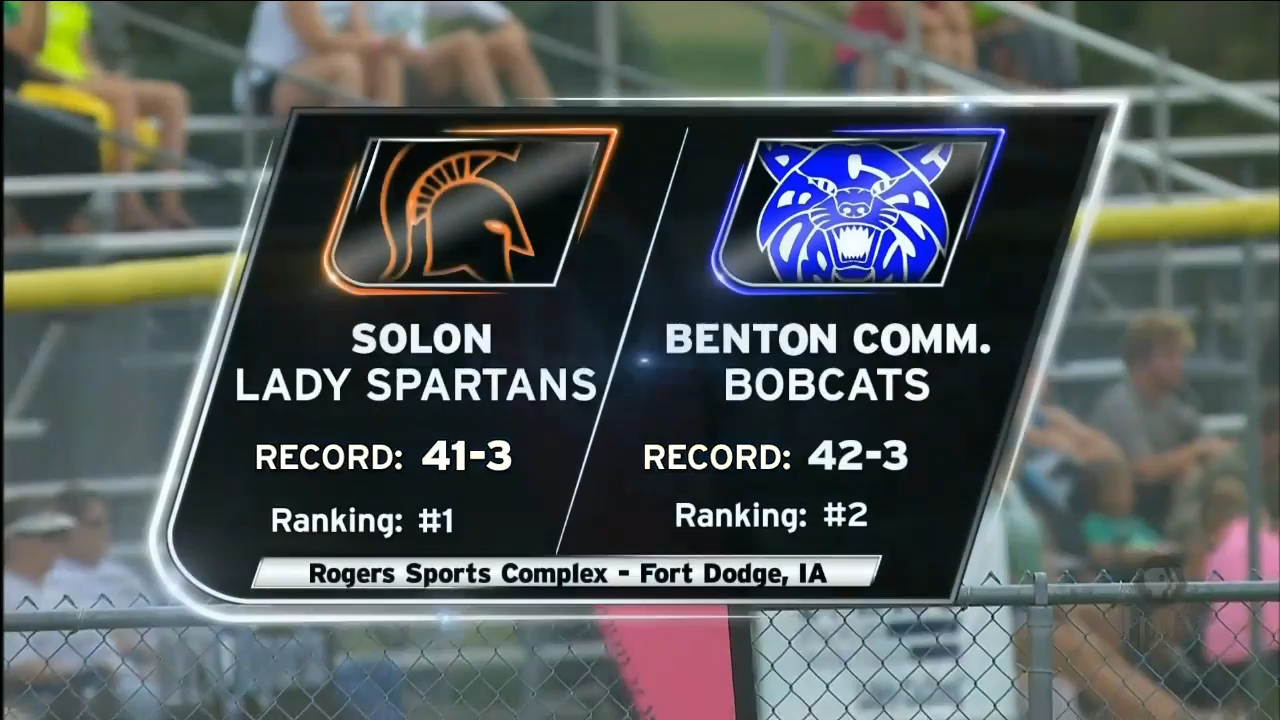 SOLON
LADY SPARTANS
RECORD: 41-3
Ranking: #1
BENTON COMM.
BOBCATS
RECORD: 42-3
Ranking: #2
Rogers Sports Complex - Fort Dodge, IA